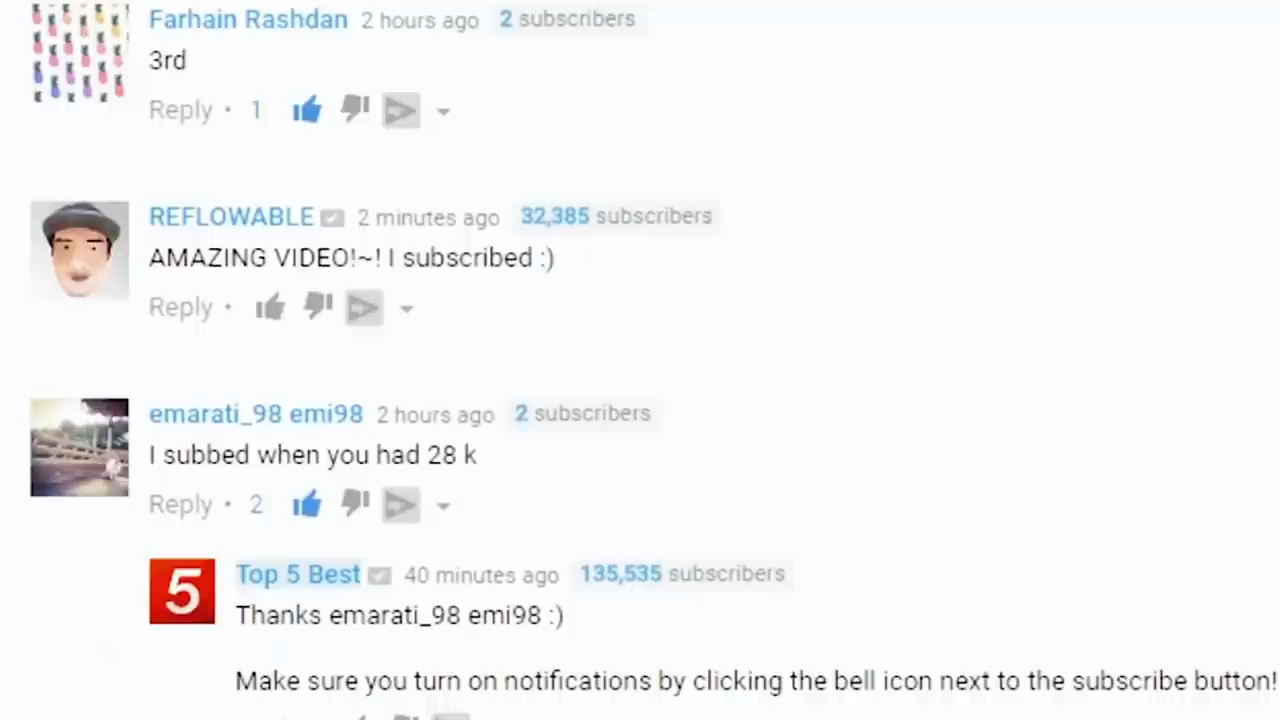 Farhain Rashdan 2 hours ago 2 subscribers
3rd
Reply • 1
REFLOWABLE 2 minutes ago 32,385 subscribers
AMAZING VIDEO!~! I subscribed :)
Reply •
emarati_98 emi98 2 hours ago 2 subscribers
I subbed when you had 28 k
Reply • 2
5
Top 5 Best 40 minutes ago 135,535 subscribers
Thanks emarati_98 emi98 :)
Make sure you turn on notifications by clicking the bell icon next to the subscribe button!